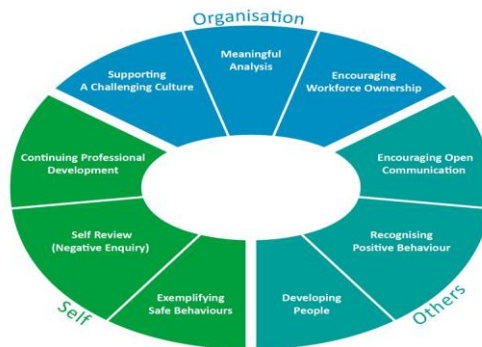 Organisation
Supporting
A Challenging Culture
Meaningful
Analysis
Encouraging
Workforce Ownership
Encouraging Open
Communication
Recognising
Positive Behaviour
Developing
People
Others
Exemplifying
Safe Behaviours
Self Review
(Negative Enquiry)
Continuing Professional
Development
Self